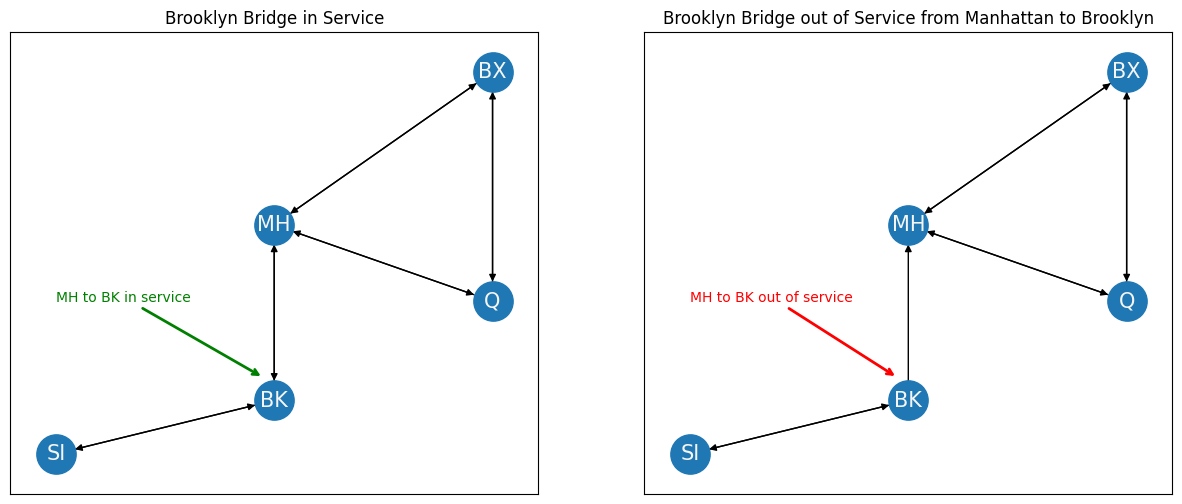 Brooklyn Bridge in Service
BX
MH
MH to BK in service
Q
BK
SI
Brooklyn Bridge out of Service from Manhattan to Brooklyn
BX
MH
MH to BK out of service
Q
BK
SI